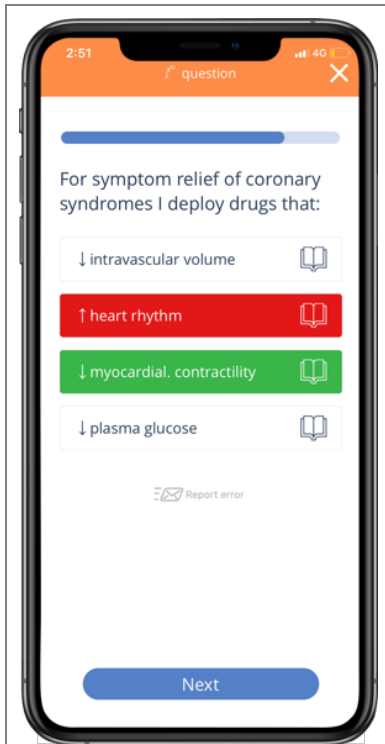 2:51
4G
question
For symptom relief of coronary
syndromes I deploy drugs that:
↓ intravascular volume
↑ heart rhythm
↓ myocardial. contractility
↓ plasma glucose
Report error
Next